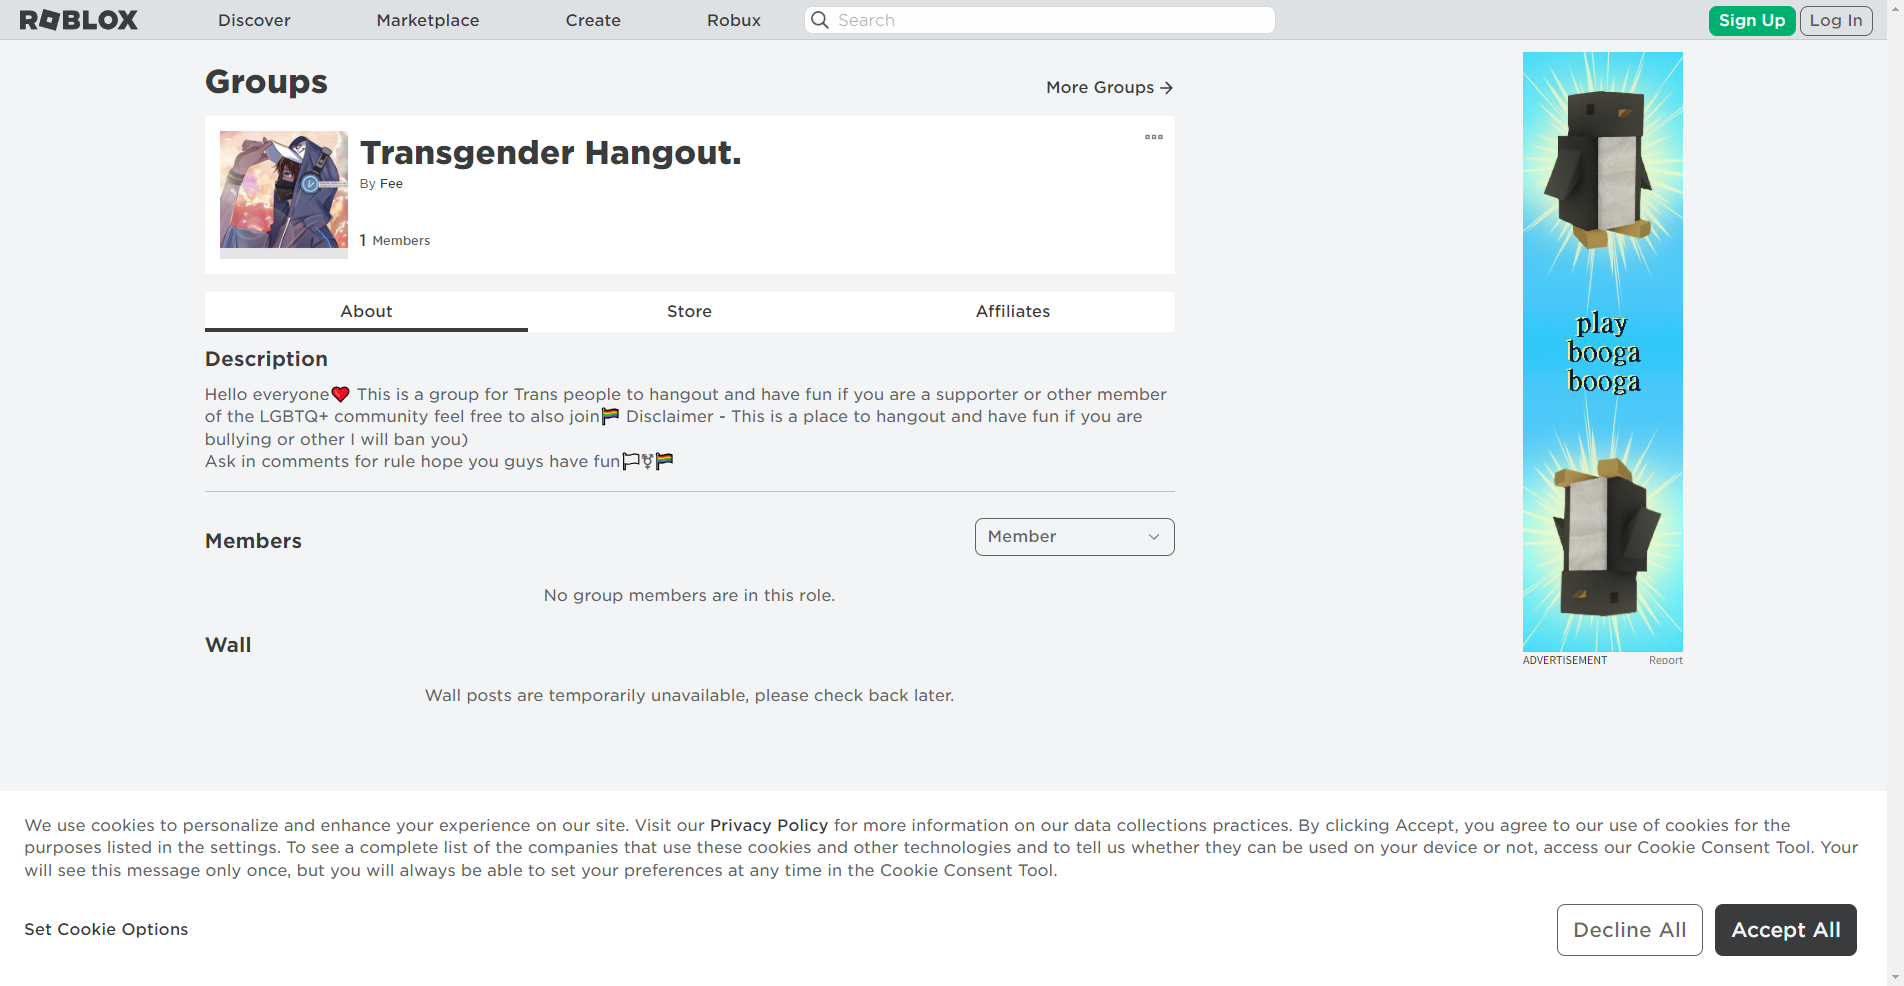 ROBLOX
Discover
Marketplace
Create
Robux
Search
Sign Up
Log In
Groups
More Groups →
Transgender Hangout.
By Fee
1 Members
About
Store
Affiliates
Description
Hello everyone❤️ This is a group for Trans people to hangout and have fun if you are a supporter or other member
of the LGBTQ+ community feel free to also join🏳️‍🌈 Disclaimer - This is a place to hangout and have fun if you are
bullying or other I will ban you)
Ask in comments for rule hope you guys have fun🏳⚧🏳️‍🌈
Members
Member
No group members are in this role.
Wall
Wall posts are temporarily unavailable, please check back later.
play
booga
booga
ADVERTISEMENT
Report
We use cookies to personalize and enhance your experience on our site. Visit our Privacy Policy for more information on our data collections practices. By clicking Accept, you agree to our use of cookies for the
purposes listed in the settings. To see a complete list of the companies that use these cookies and other technologies and to tell us whether they can be used on your device or not, access our Cookie Consent Tool. Your
will see this message only once, but you will always be able to set your preferences at any time in the Cookie Consent Tool.
Set Cookie Options
Decline All
Accept All